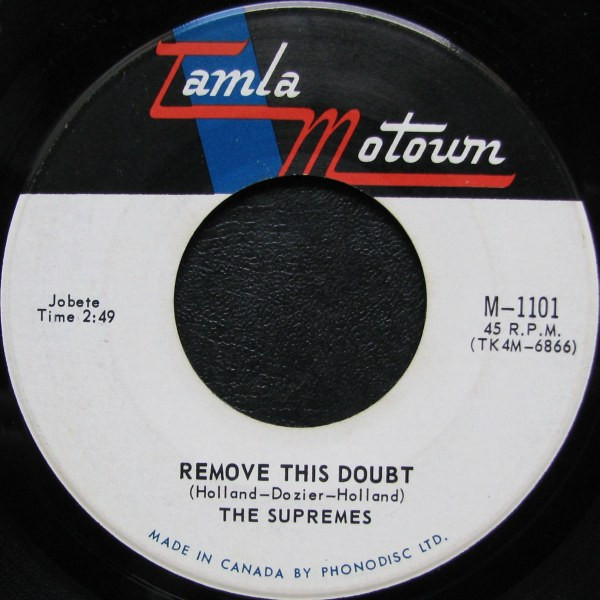 Tamla
Motown
Jobete
Time 2:49
M-1101
45 R.P.M.
(TK4M-6866)
REMOVE THIS DOUBT
(Holland-Dozier-Holland)
THE SUPREMES
MADE IN CANADA BY PHONODISC LTD.